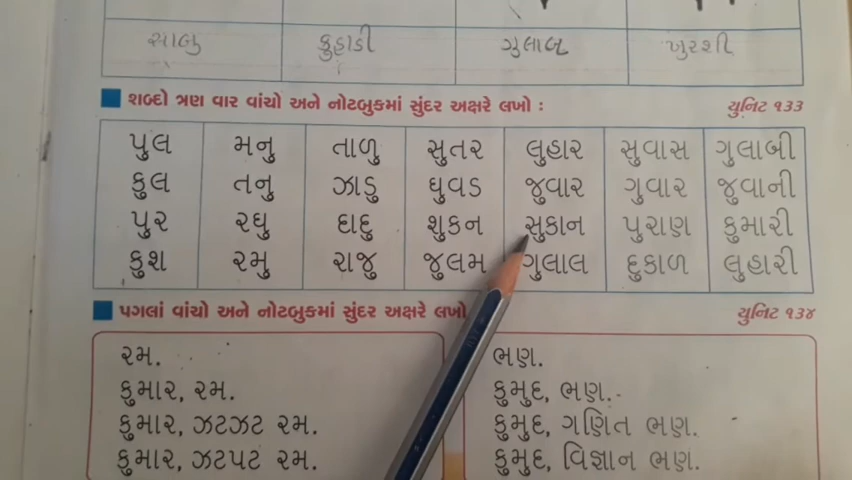 સાબુ કુહાડી ગુલાબ ખુરશી
શબ્દો ત્રણ વાર વાંચો અને નોટબુકમાં સુંદર અક્ષરે લખો : યુનિટ ૧૩૩
પુલ મનુ તાળુ સુતર લુહાર સુવાસ ગુલાબી
કુલ તનુ ઝાડુ ઘુવડ જુવાર ગુવાર જુવાની
પુર રઘુ દાદુ શુકન સુકાન પુરાણ કુમારી
કુશ રમુ રાજુ જુલમ ગુલાલ દુકાળ લુહારી
પગલાં વાંચો અને નોટબુકમાં સુંદર અક્ષરે લખો યુનિટ ૧૩૪
રમ.
કુમાર, રમ.
કુમાર, ઝટઝટ રમ.
કુમાર, ઝટપટ રમ.
ભણ.
કુમુદ, ભણ.
કુમુદ, ગણિત ભણ.
કુમુદ, વિજ્ઞાન ભણ.